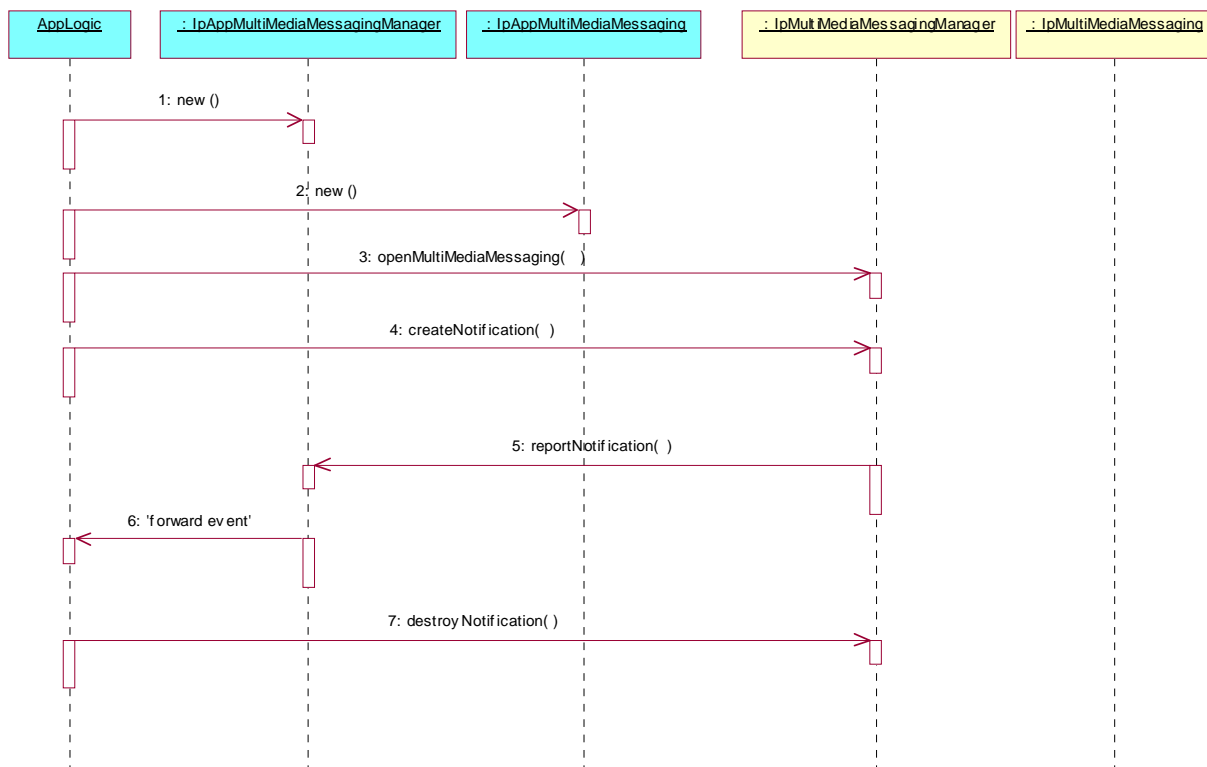 AppLogic
: IpAppMultiMediaMessagingManager
: IpAppMultiMediaMessaging
: IpMultiMediaMessagingManager
: IpMultiMediaMessaging
1: new ()
2: new ()
3: openMultiMediaMessaging( )
4: createNotification( )
5: reportNotification( )
6: 'forward event'
7: destroyNotification( )